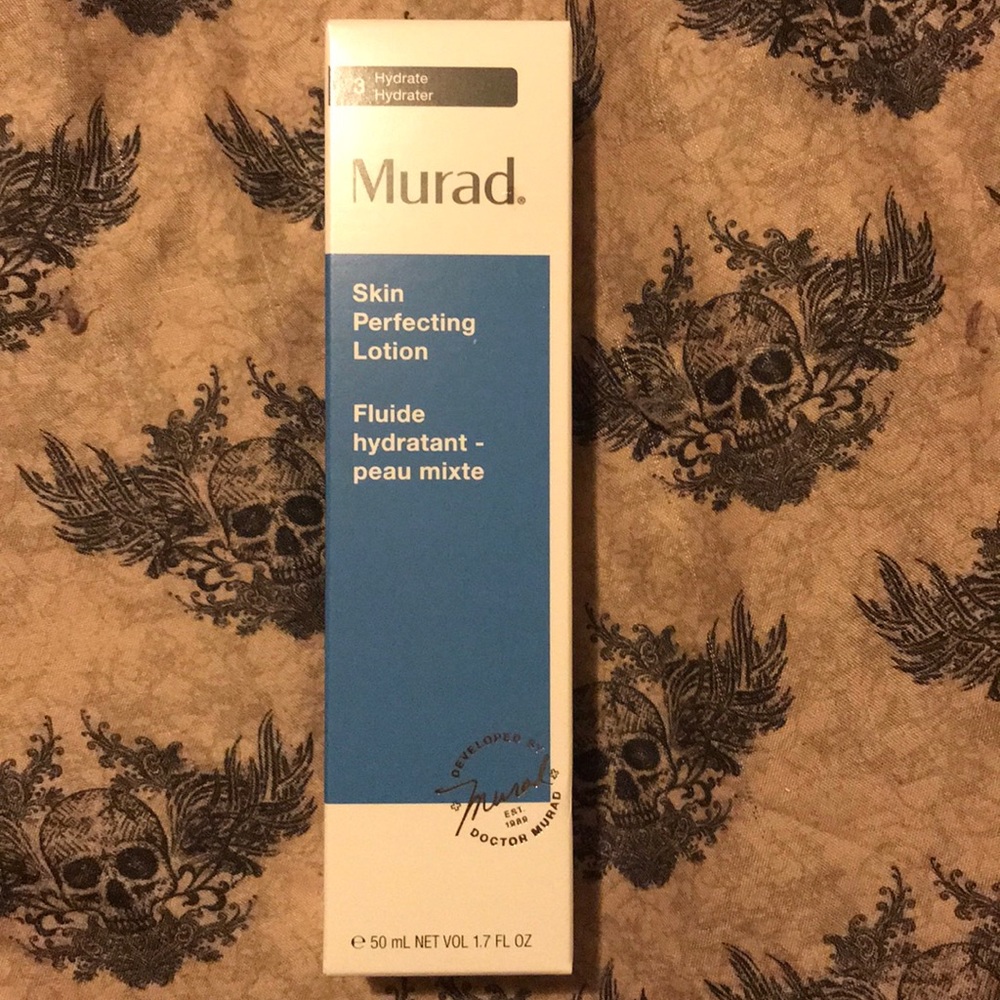 3 Hydrate
Hydrater
Murad®
Skin
Perfecting
Lotion
Fluide
hydratant -
peau mixte
DEVELOPED BY
Murad
EST.
1989
DOCTOR MURAD
℮ 50 mL NET VOL 1.7 FL OZ